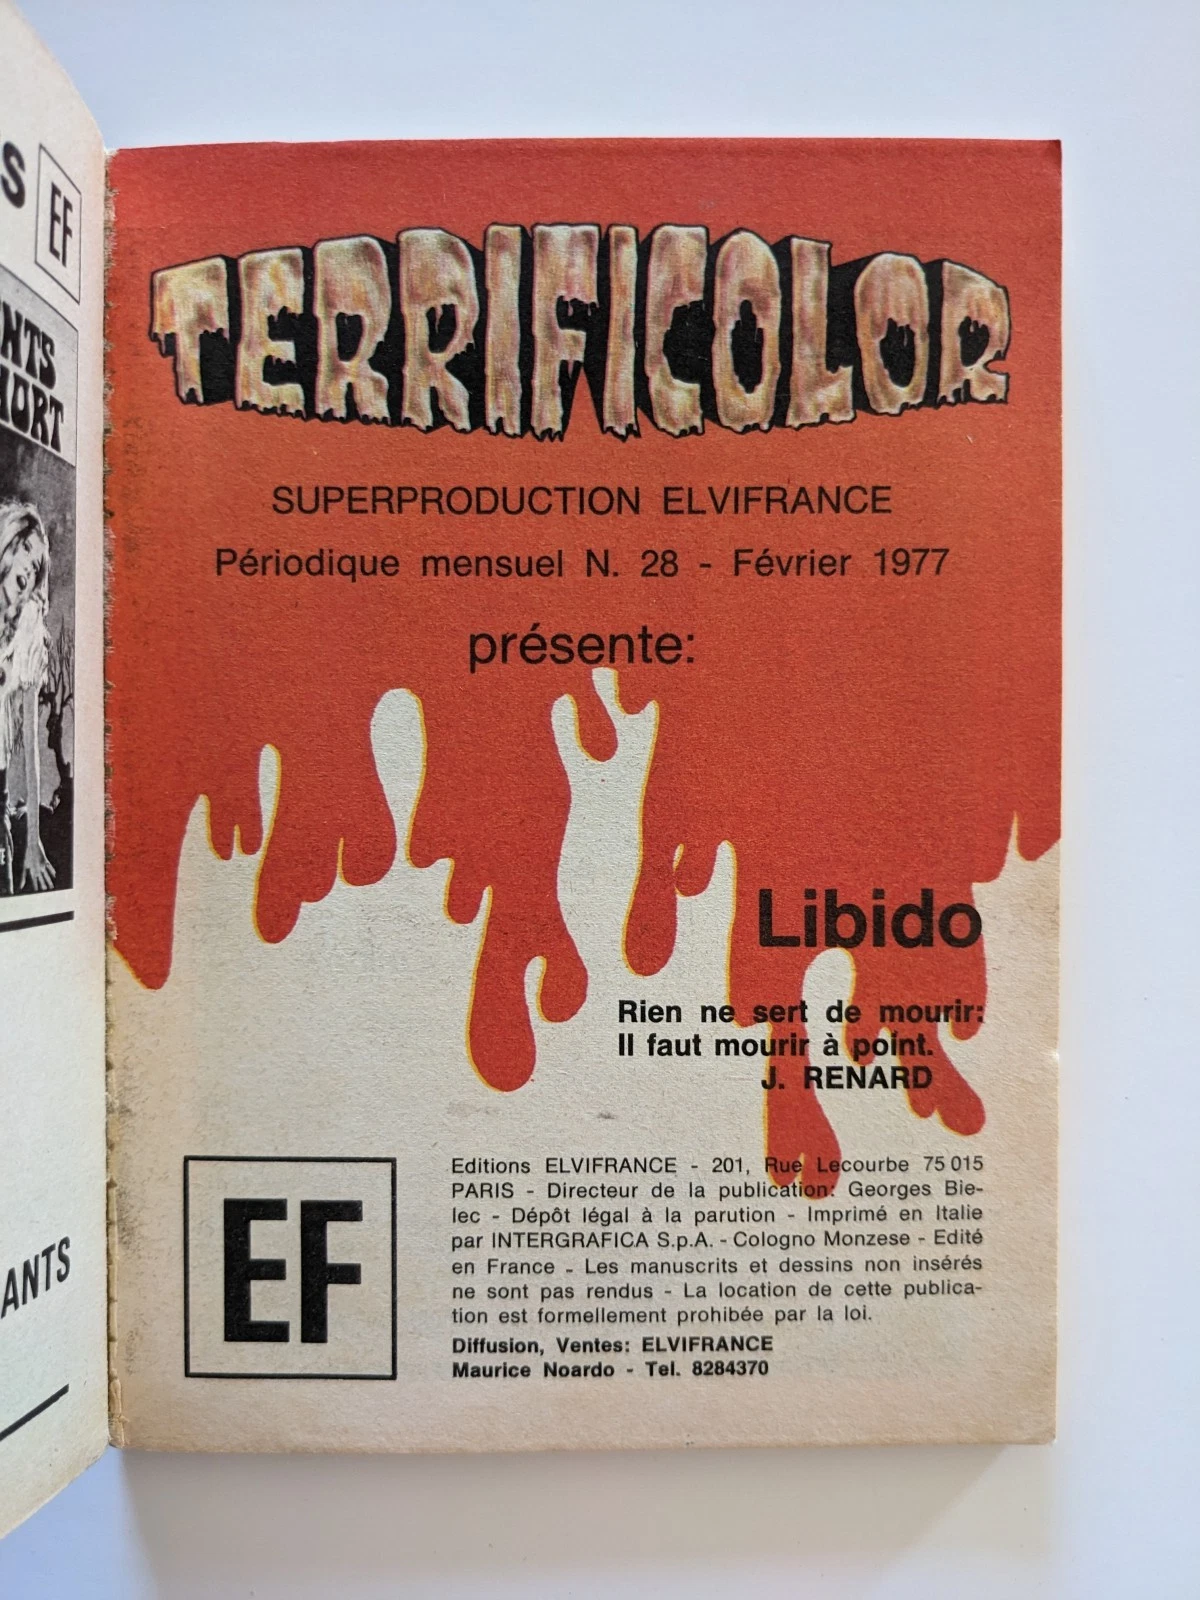 S
EF
NTS
MORT
ANTS
TERRIFICOLOR
SUPERPRODUCTION ELVIFRANCE
Périodique mensuel N. 28 - Février 1977
présente:
Libido
Rien ne sert de mourir:
Il faut mourir à point.
J. RENARD
EF
Editions ELVIFRANCE - 201, Rue Lecourbe 75 015
PARIS - Directeur de la publication: Georges Bie-
lec - Dépôt légal à la parution - Imprimé en Italie
par INTERGRAFICA S.p.A. - Cologno Monzese - Edité
en France - Les manuscrits et dessins non insérés
ne sont pas rendus - La location de cette publica-
tion est formellement prohibée par la loi.
Diffusion, Ventes: ELVIFRANCE
Maurice Noardo - Tel. 8284370